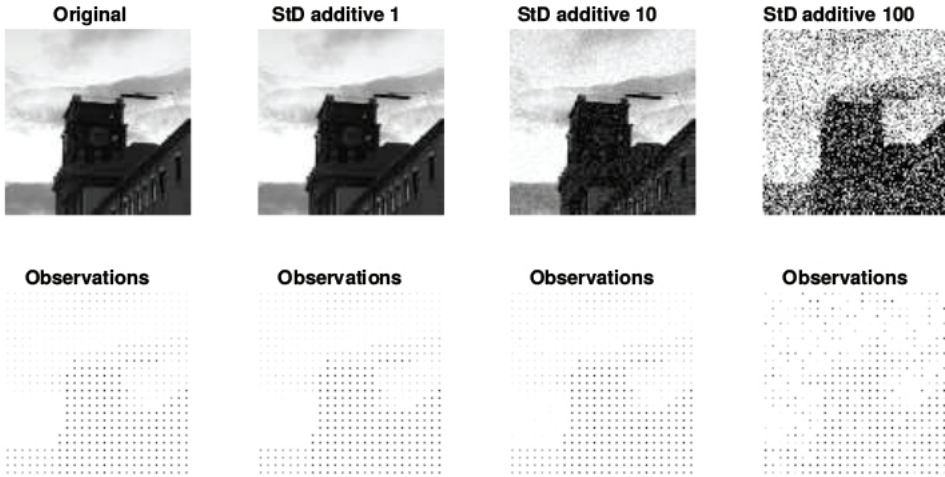 Original
StD additive 1
StD additive 10
StD additive 100
Observations
Observations
Observations
Observations